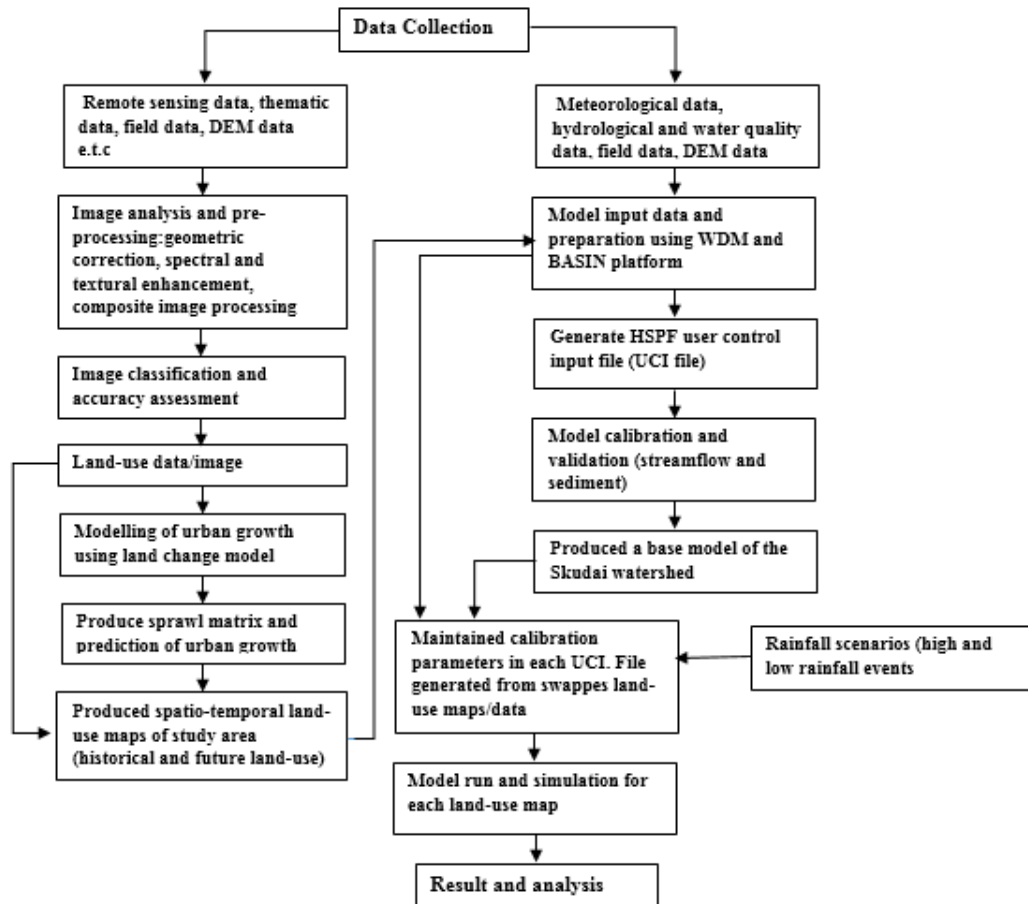 Data Collection
Remote sensing data, thematic
data, field data, DEM data
e.t.c
Image analysis and pre-
processing:geometric
correction, spectral and
textural enhancement,
composite image processing
Image classification and
accuracy assessment
Land-use data/image
Modelling of urban growth
using land change model
Produce sprawl matrix and
prediction of urban growth
Produced spatio-temporal land-
use maps of study area
(historical and future land-use)
Meteorological data,
hydrological and water quality
data, field data, DEM data
Model input data and
preparation using WDM and
BASIN platform
Generate HSPF user control
input file (UCI file)
Model calibration and
validation (streamflow and
sediment)
Produced a base model of the
Skudai watershed
Maintained calibration
parameters in each UCI. File
generated from swappes land-
use maps/data
Rainfall scenarios (high and
low rainfall events
Model run and simulation for
each land-use map
Result and analysis